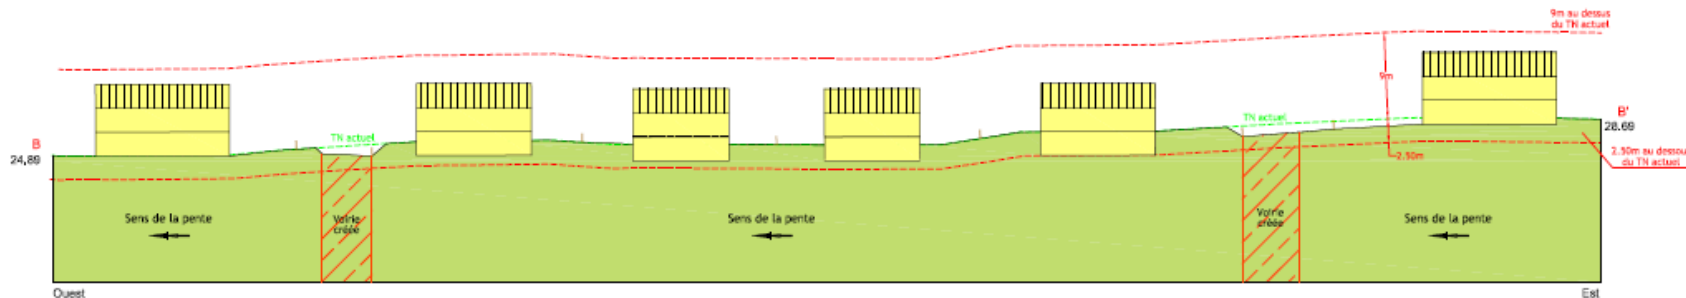 9m au dessus
du TN actuel
9m
TN actuel
TN actuel
B
24,89
B'
28.69
2.50m
2.50m au dessou
du TN actuel
Sens de la pente
Voirie
créée
Sens de la pente
Voirie
créée
Sens de la pente
Ouest
Est